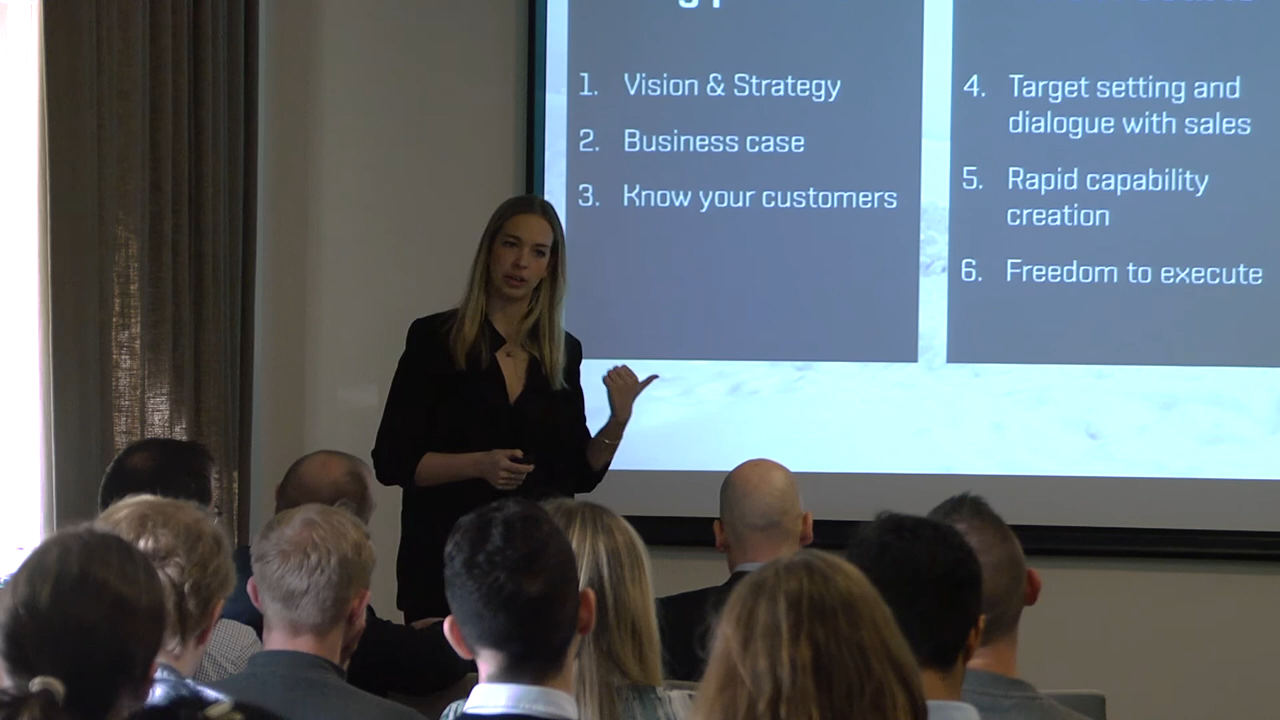 1. Vision & Strategy
2. Business case
3. Know your customers
4. Target setting and
dialogue with sales
5. Rapid capability
creation
6. Freedom to execute